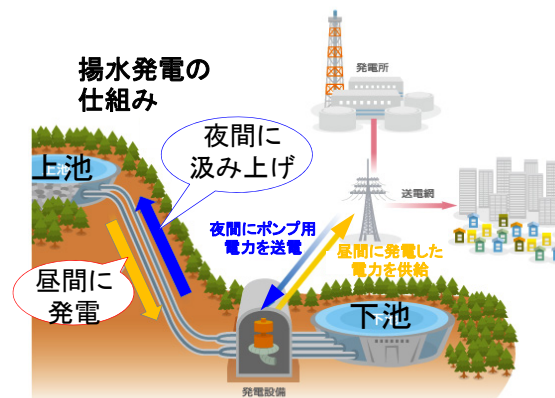 揚水発電の
仕組み
発電所
上池
夜間に
汲み上げ
送電網
夜間にポンプ用
電力を送電
昼間に発電した
電力を供給
昼間に
発電
下池
発電設備